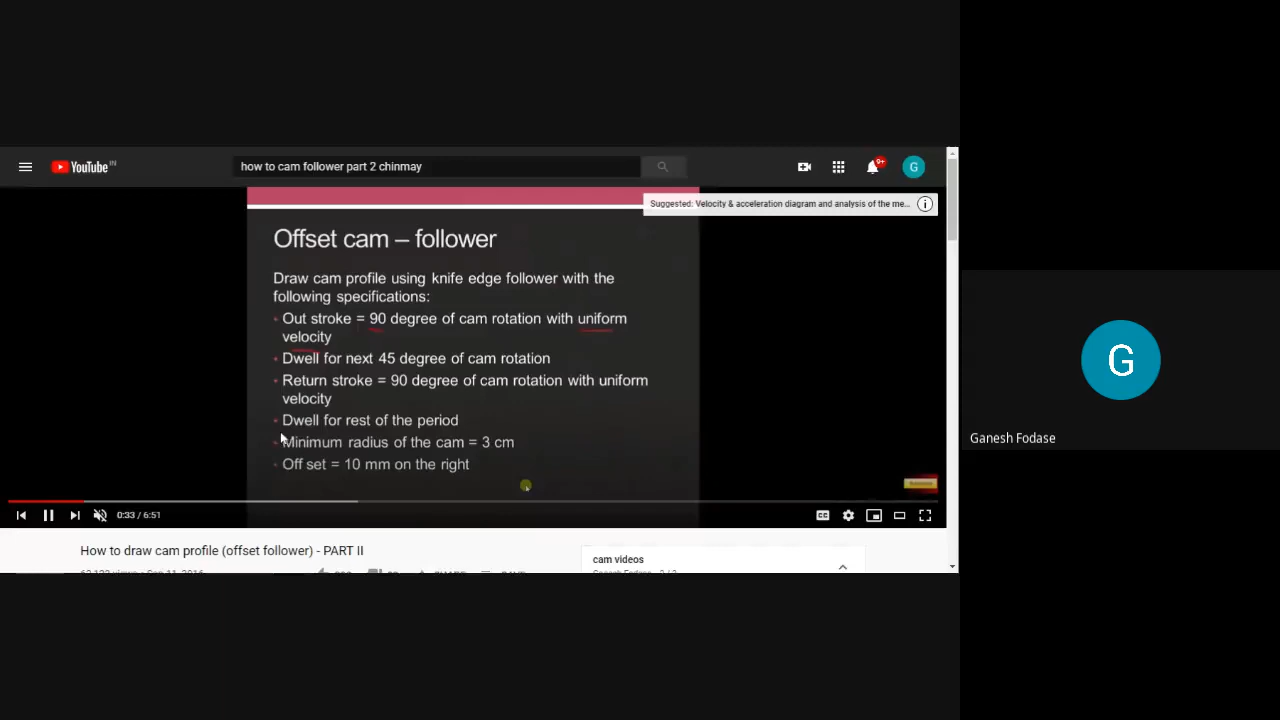 YouTube IN
how to cam follower part 2 chinmay
9+
G
Suggested: Velocity & acceleration diagram and analysis of the me...
Offset cam – follower
Draw cam profile using knife edge follower with the
following specifications:
• Out stroke = 90 degree of cam rotation with uniform
velocity
• Dwell for next 45 degree of cam rotation
• Return stroke = 90 degree of cam rotation with uniform
velocity
• Dwell for rest of the period
• Minimum radius of the cam = 3 cm
• Off set = 10 mm on the right
0:33 / 6:51
CC
How to draw cam profile (offset follower) - PART II
cam videos
G
Ganesh Fodase